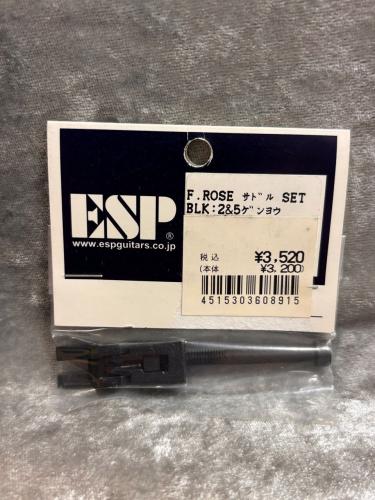 ESP®
www.espguitars.co.jp
F.ROSE ｻﾄﾞﾙ SET
BLK:2&5ｹﾞﾝﾖｳ
税込 ¥3,520
(本体 ¥3,200)
4515303608915